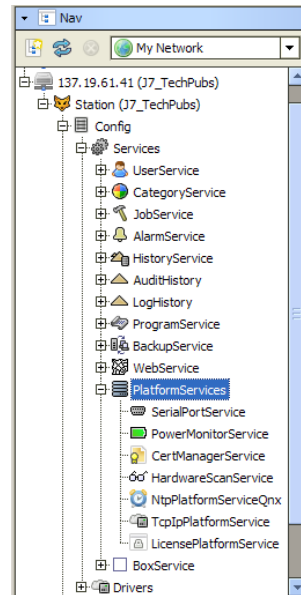 Nav
My Network
137.19.61.41 (J7_TechPubs)
Station (J7_TechPubs)
Config
Services
UserService
CategoryService
JobService
AlarmService
HistoryService
AuditHistory
LogHistory
ProgramService
BackupService
WebService
PlatformServices
SerialPortService
PowerMonitorService
CertManagerService
HardwareScanService
NtpPlatformServiceQnx
TcpIpPlatformService
LicensePlatformService
BoxService
Drivers